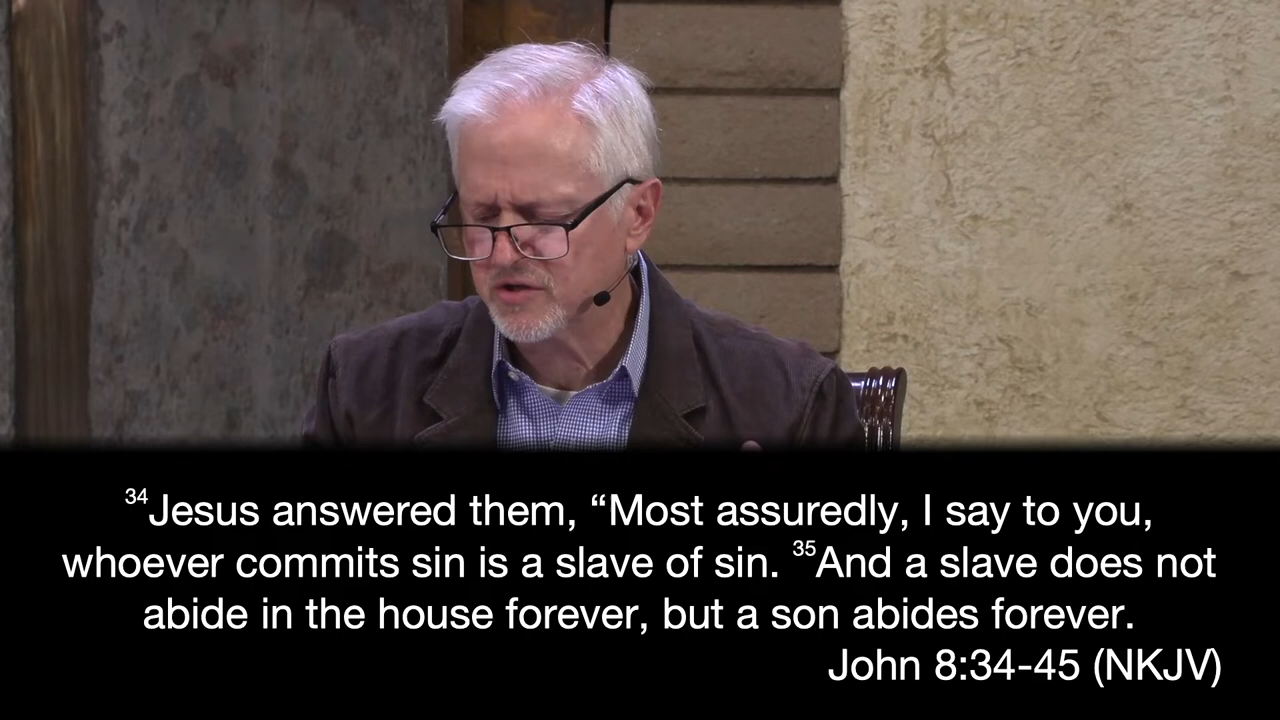 34Jesus answered them, “Most assuredly, I say to you,
whoever commits sin is a slave of sin. 35And a slave does not
abide in the house forever, but a son abides forever.
John 8:34-45 (NKJV)